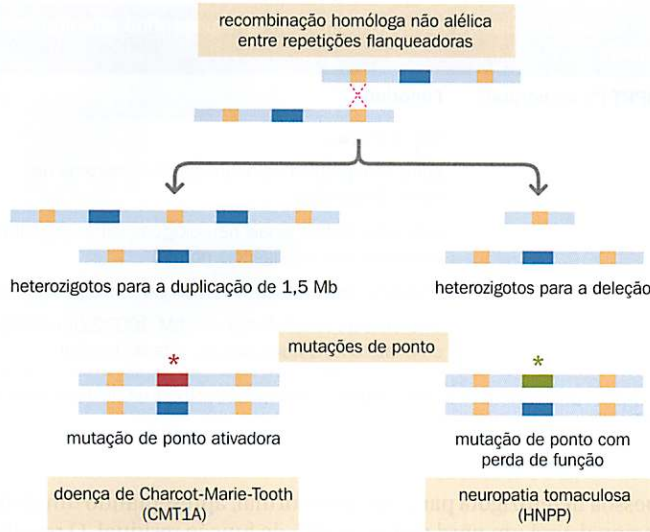 recombinação homóloga não alélica
entre repetições flanqueadoras
heterozigotos para a duplicação de 1,5 Mb
heterozigotos para a deleção
mutações de ponto
*
*
mutação de ponto ativadora
mutação de ponto com
perda de função
doença de Charcot-Marie-Tooth
(CMT1A)
neuropatia tomaculosa
(HNPP)